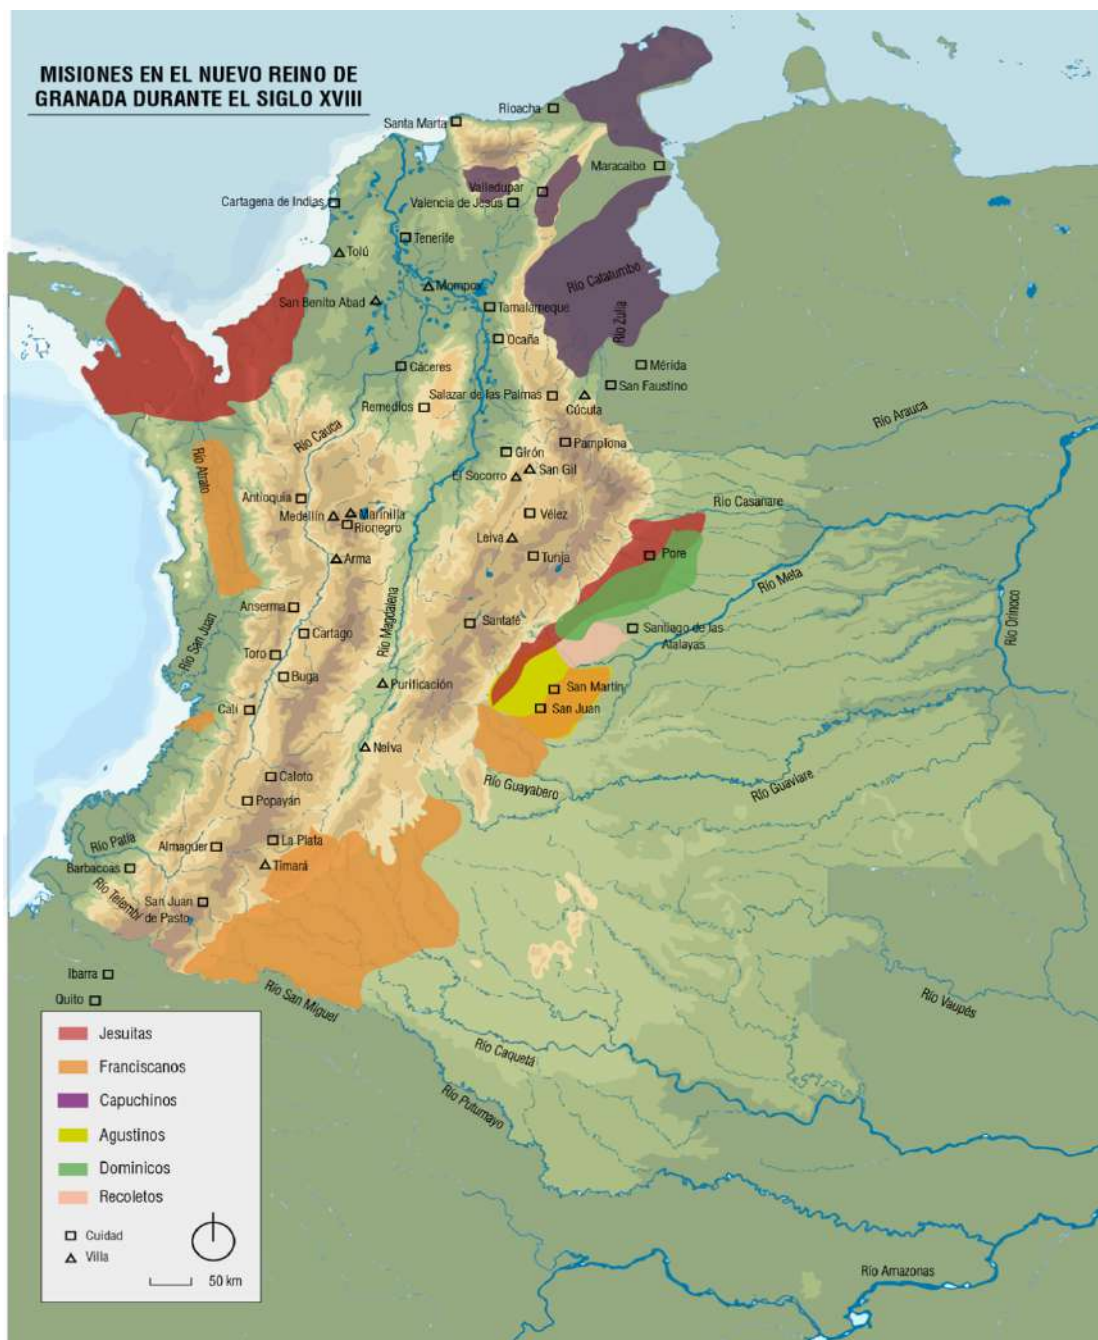 MISIONES EN EL NUEVO REINO DE
GRANADA DURANTE EL SIGLO XVIII
Rioacha
Santa Marta
Maracaibo
Valledupar
Valencia de Jesús
Cartagena de Indias
Tenerife
Tolú
Río Catatumbo
Mompox
San Benito Abad
Tamalameque
Río Zulia
Ocaña
Mérida
Cáceres
San Faustino
Salazar de las Palmas
Remedios
Cúcuta
Río Arauca
Río Cauca
Pamplona
Girón
Río Atrato
San Gil
El Socorro
Antioquia
Río Casanare
Medellín
Marinilla
Rionegro
Vélez
Leiva
Tunja
Pore
Arma
Río Meta
Anserma
Río Magdalena
Santafé
Río Orinoco
Cartago
Santiago de las
Atalayas
Río San Juan
Toro
Buga
Purificación
San Martín
Cali
San Juan
Neiva
Caloto
Río Guayabero
Río Guaviare
Popayán
Río Patía
Almaguer
La Plata
Barbacoas
Timará
Río Telembí
San Juan
de Pasto
Ibarra
Quito
Río San Miguel
Río Vaupés
Río Caquetá
Río Putumayo
Río Amazonas
Jesuitas
Franciscanos
Capuchinos
Agustinos
Dominicos
Recoletos
Cuidad
Villa
50 km